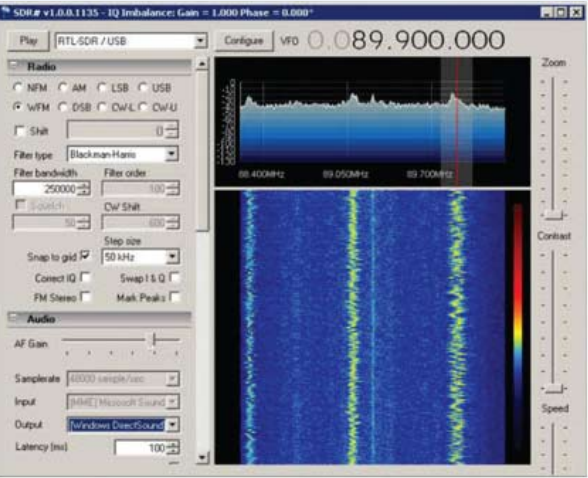 SDR# v1.0.0.1135 - IQ Imbalance: Gain = 1.000 Phase = 0.000°
Play RTL-SDR / USB Configure VFO 0.089.900.000
Radio
NFM AM LSB USB
WFM DSB CW-L CW-U
Shift 0
Filter type Blackman-Harris
Filter bandwidth Filter order
250000 100
Squelch CW Shift
50 600
Step size
Snap to grid 50 kHz
Correct IQ Swap I & Q
FM Stereo Mark Peaks
Audio
AF Gain
Samplerate 48000 sample/sec
Input [MME] Microsoft Sound
Output [Windows DirectSound
Latency (ms) 100
88.400MHz 89.050MHz 89.700MHz
Zoom
Contrast
Speed